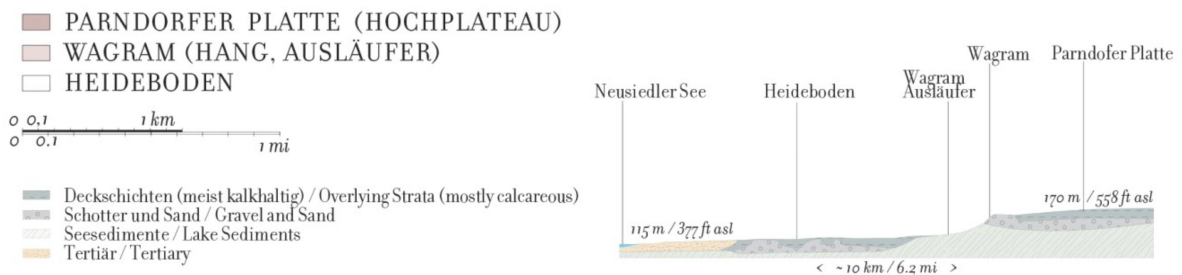 PARNDORFER PLATTE (HOCHPLATEAU)
WAGRAM (HANG, AUSLÄUFER)
HEIDEBODEN
0 0,1 1 km
0 0.1 1 mi
Deckschichten (meist kalkhaltig) / Overlying Strata (mostly calcareous)
Schotter und Sand / Gravel and Sand
Seesedimente / Lake Sediments
Tertiär / Tertiary
Neusiedler See
Heideboden
Wagram
Ausläufer
Wagram
Parndofer Platte
115 m / 377 ft asl
170 m / 558 ft asl
< ~10 km / 6.2 mi >